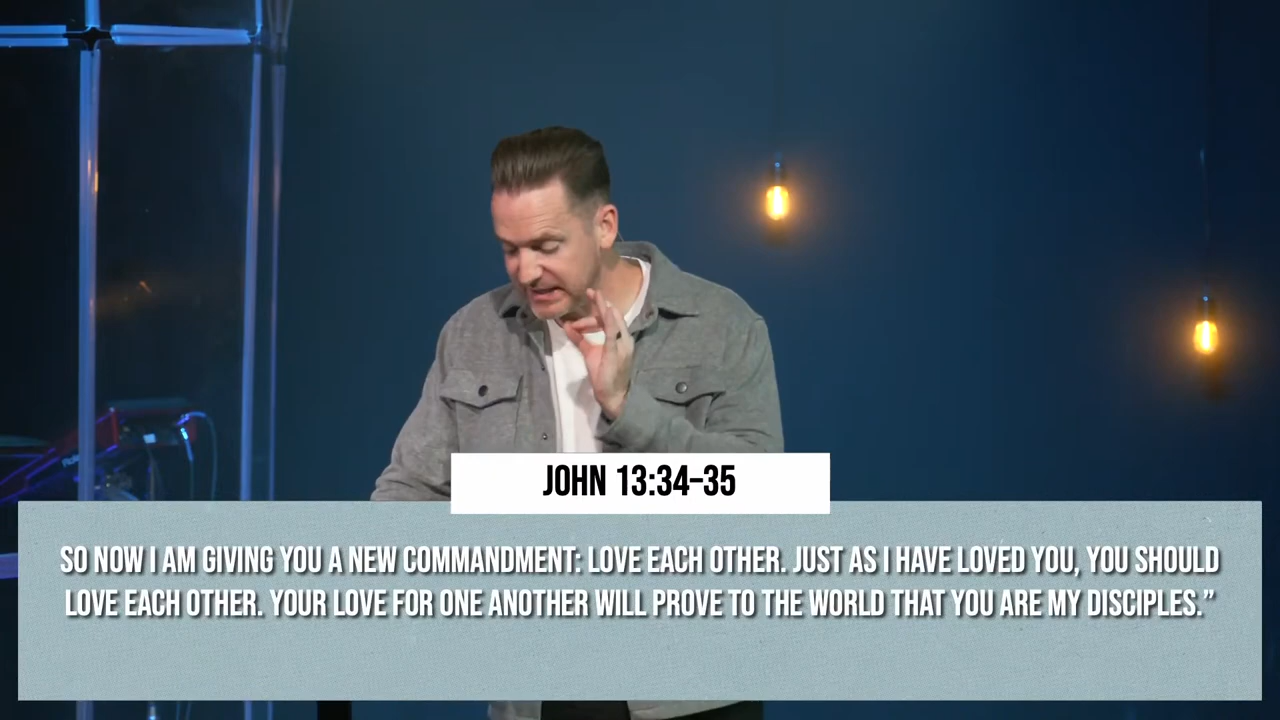 JOHN 13:34–35
SO NOW I AM GIVING YOU A NEW COMMANDMENT: LOVE EACH OTHER. JUST AS I HAVE LOVED YOU, YOU SHOULD
LOVE EACH OTHER. YOUR LOVE FOR ONE ANOTHER WILL PROVE TO THE WORLD THAT YOU ARE MY DISCIPLES.”